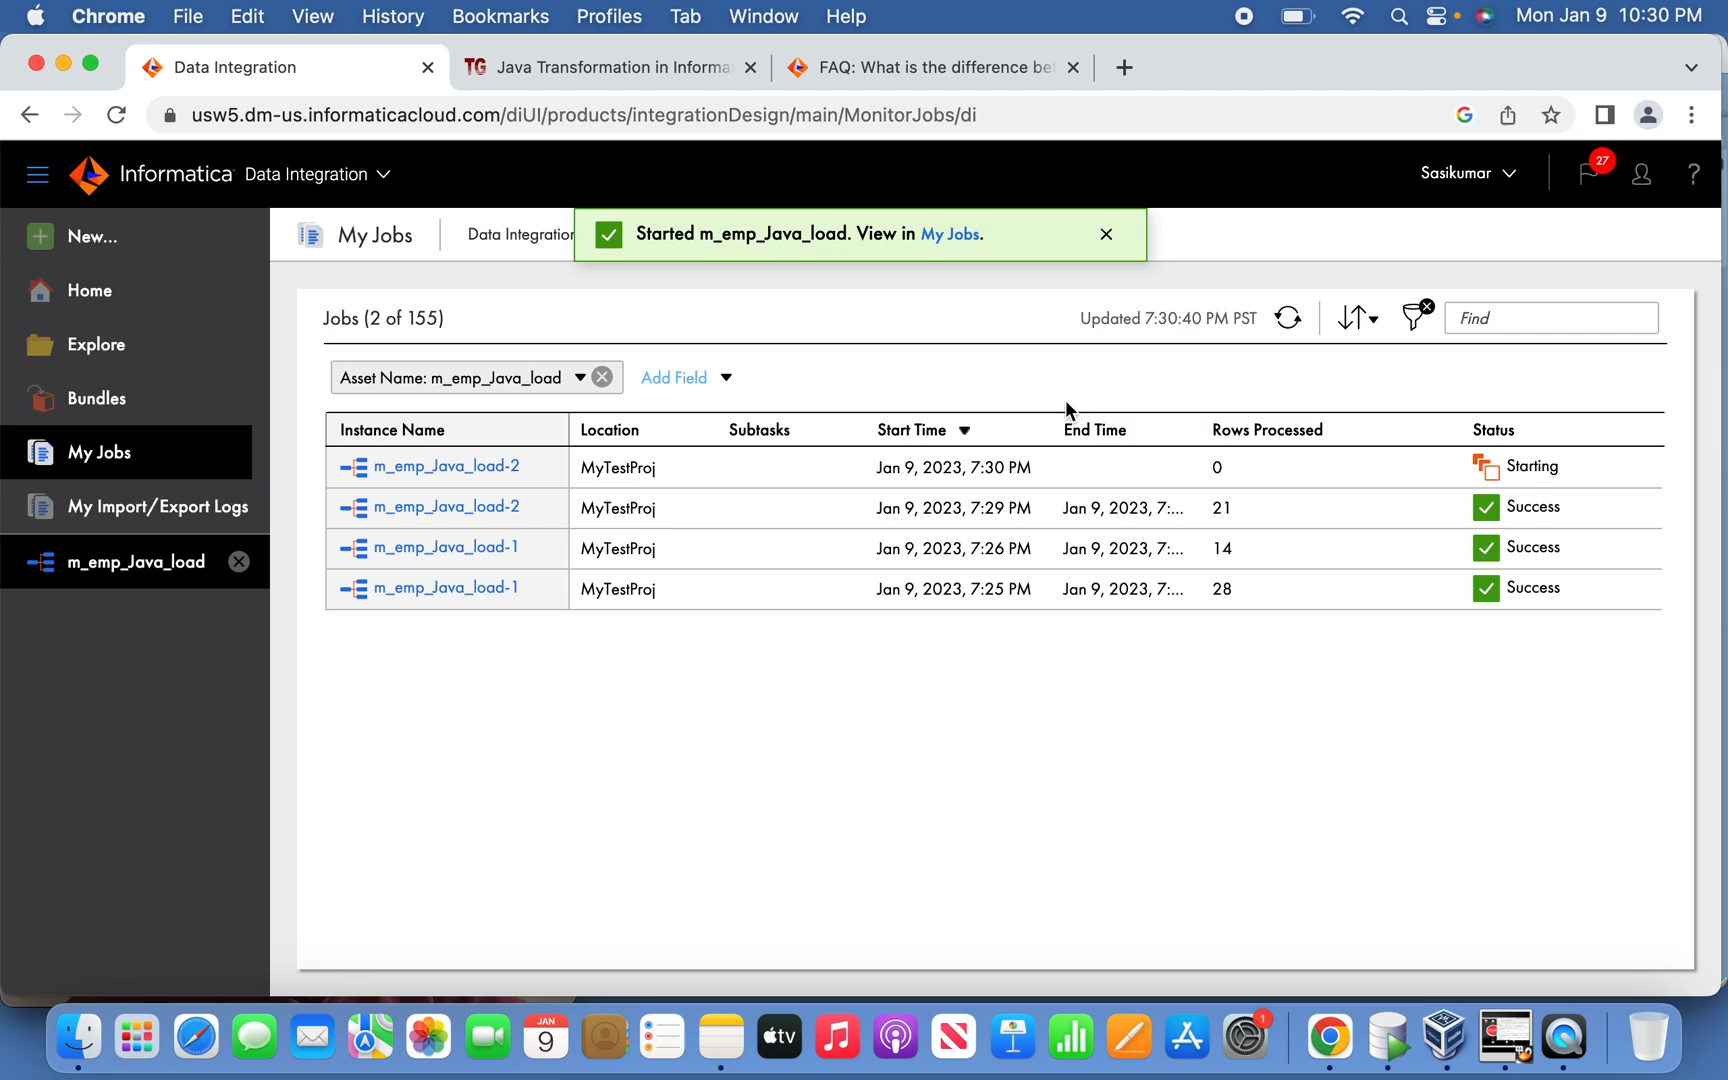 Chrome File Edit View History Bookmarks Profiles Tab Window Help Mon Jan 9 10:30 PM
Data Integration TG Java Transformation in Informa FAQ: What is the difference be
usw5.dm-us.informaticacloud.com/diUI/products/integrationDesign/main/MonitorJobs/di
Informatica Data Integration Sasikumar 27 ?
New...
Home
Explore
Bundles
My Jobs
My Import/Export Logs
m_emp_Java_load
My Jobs Data Integration Started m_emp_Java_load. View in My Jobs.
Jobs (2 of 155) Updated 7:30:40 PM PST Find
Asset Name: m_emp_Java_load Add Field
Instance Name Location Subtasks Start Time End Time Rows Processed Status
m_emp_Java_load-2 MyTestProj Jan 9, 2023, 7:30 PM 0 Starting
m_emp_Java_load-2 MyTestProj Jan 9, 2023, 7:29 PM Jan 9, 2023, 7:... 21 Success
m_emp_Java_load-1 MyTestProj Jan 9, 2023, 7:26 PM Jan 9, 2023, 7:... 14 Success
m_emp_Java_load-1 MyTestProj Jan 9, 2023, 7:25 PM Jan 9, 2023, 7:... 28 Success
JAN
9 tv 1